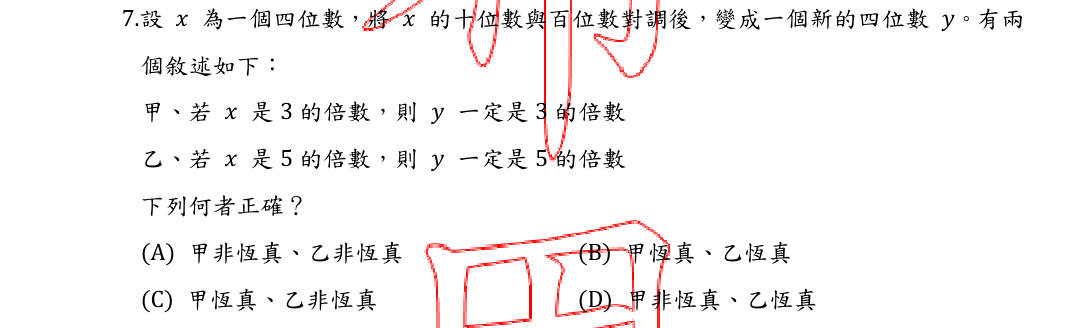 7.設 x 為一個四位數，將 x 的十位數與百位數對調後，變成一個新的四位數 y。有兩
個敘述如下：
甲、若 x 是 3 的倍數，則 y 一定是 3 的倍數
乙、若 x 是 5 的倍數，則 y 一定是 5 的倍數
下列何者正確？
(A) 甲非恆真、乙非恆真 (B) 甲恆真、乙恆真
(C) 甲恆真、乙非恆真 (D) 甲非恆真、乙恆真